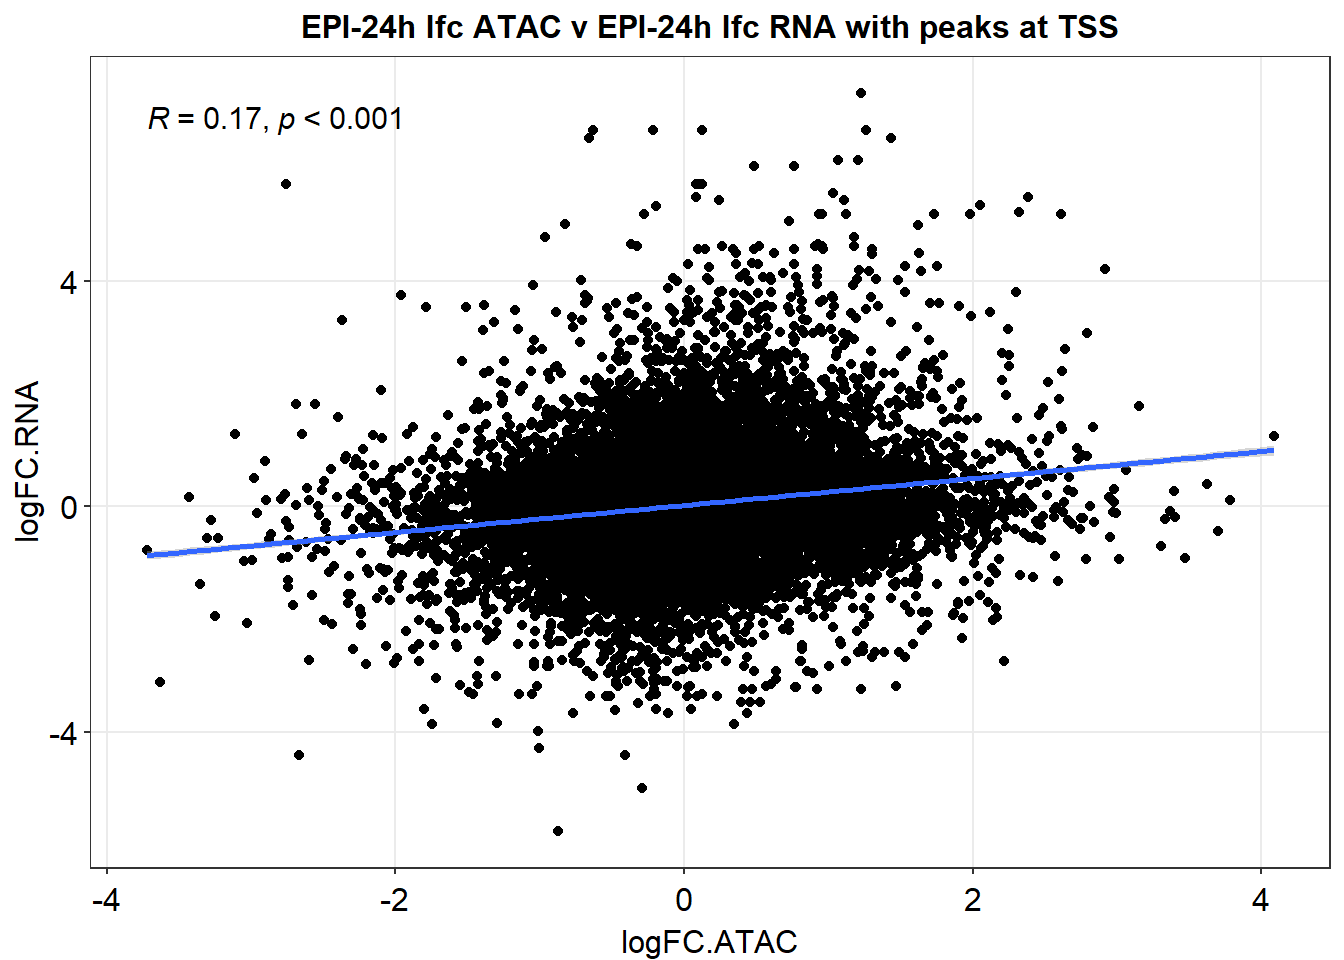 EPI-24h lfc ATAC v EPI-24h lfc RNA with peaks at TSS
R = 0.17, p < 0.001
4
0
-4
logFC.RNA
-4 -2 0 2 4
logFC.ATAC